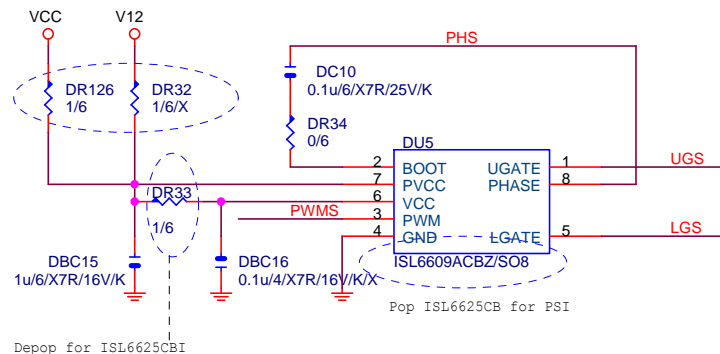 VCC V12
PHS
DR126 DR32
1/6 1/6/X
DC10
0.1u/6/X7R/25V/K
DR34
0/6
DU5
2 BOOT UGATE 1 UGS
7 PVCC PHASE 8
DR33
6 VCC
PWMS 3 PWM
1/6
4 GND LGATE 5 LGS
ISL6609ACBZ/SO8
DBC15 DBC16
1u/6/X7R/16V/K 0.1u/4/X7R/16V/K/X
Pop ISL6625CB for PSI
Depop for ISL6625CBI